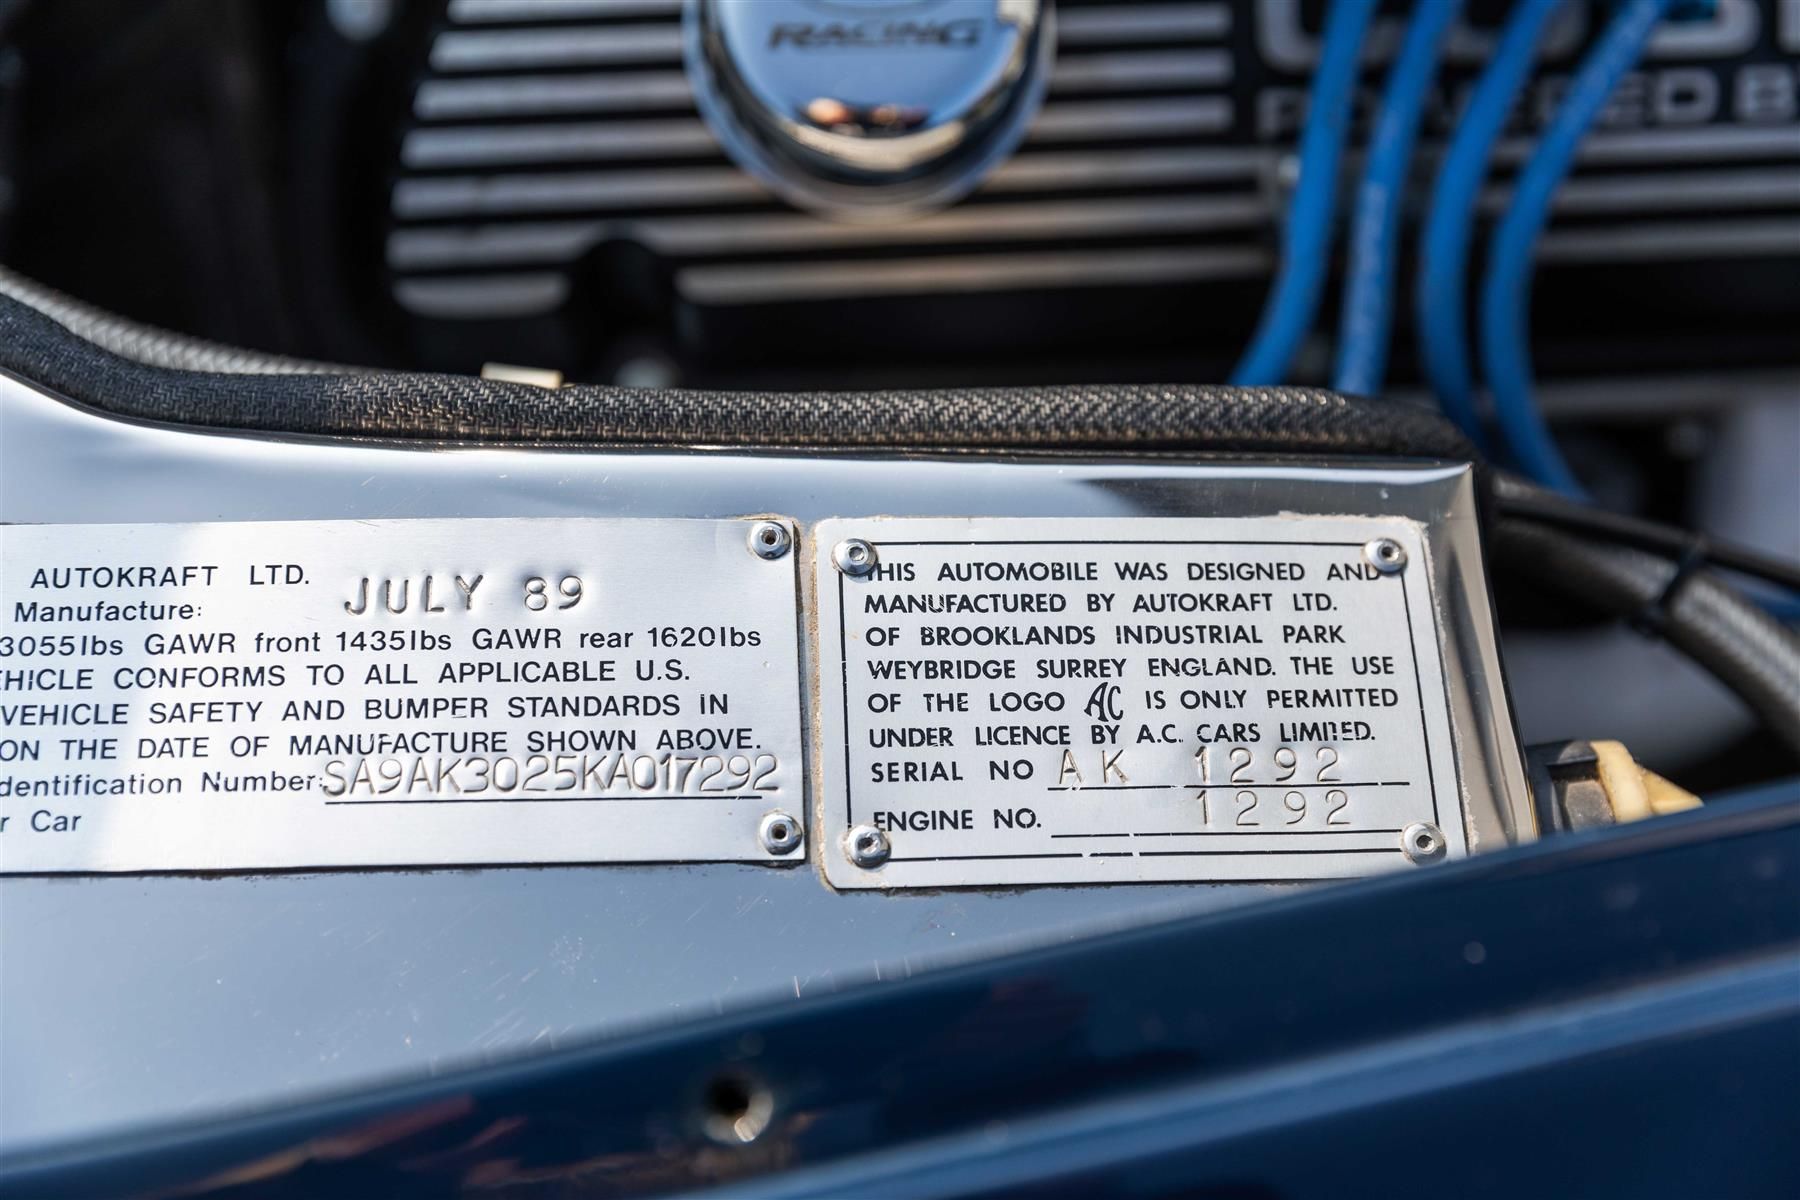 RACING
POWERED B
AUTOKRAFT LTD.
Manufacture: JULY 89
3055lbs GAWR front 1435lbs GAWR rear 1620lbs
EHICLE CONFORMS TO ALL APPLICABLE U.S.
VEHICLE SAFETY AND BUMPER STANDARDS IN
ON THE DATE OF MANUFACTURE SHOWN ABOVE.
dentification Number: SA9AK3025KA017292
r Car
THIS AUTOMOBILE WAS DESIGNED AND
MANUFACTURED BY AUTOKRAFT LTD.
OF BROOKLANDS INDUSTRIAL PARK
WEYBRIDGE SURREY ENGLAND. THE USE
OF THE LOGO AC IS ONLY PERMITTED
UNDER LICENCE BY A.C. CARS LIMITED.
SERIAL NO AK 1292
ENGINE NO. 1292